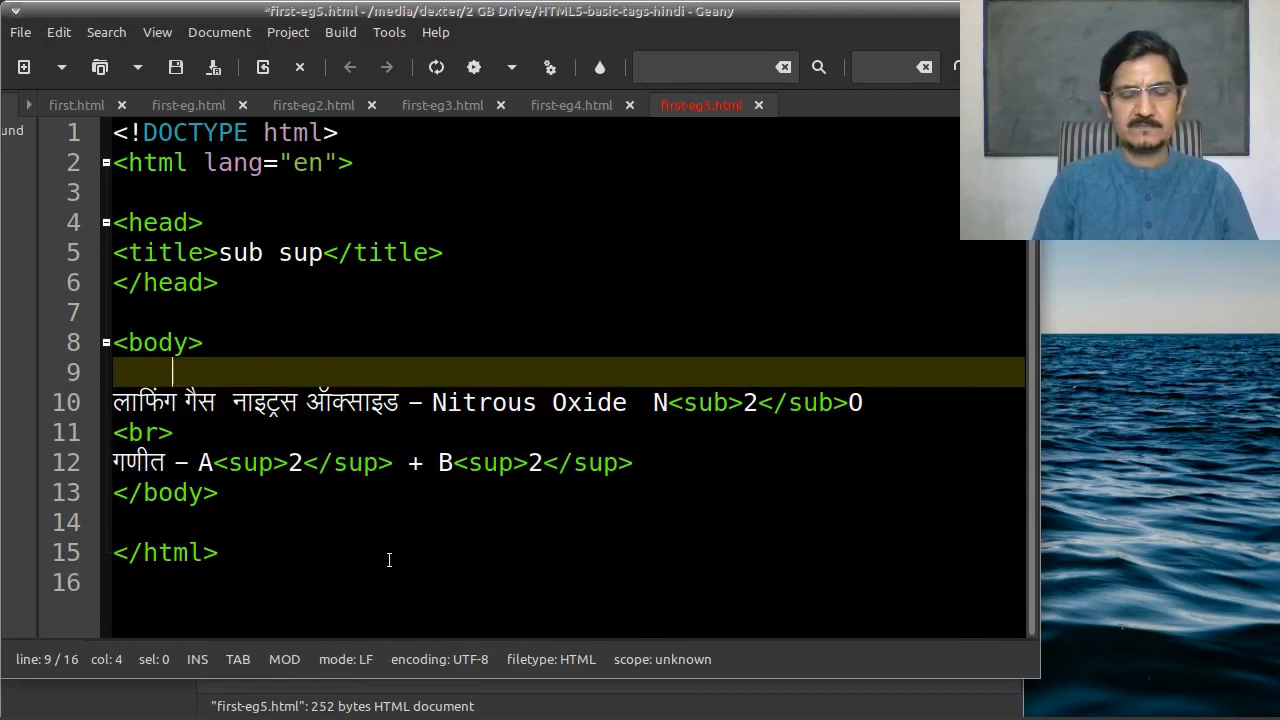 *first-eg5.html - /media/dexter/2 GB Drive/HTML5-basic-tags-hindi - Geany
File Edit Search View Document Project Build Tools Help
first.html first-eg.html first-eg2.html first-eg3.html first-eg4.html first-eg5.html
und
1 <!DOCTYPE html>
2 <html lang="en">
3
4 <head>
5 <title>sub sup</title>
6 </head>
7
8 <body>
9
10 लाफिंग गैस नाइट्रस ऑक्साइड – Nitrous Oxide N<sub>2</sub>O
11 <br>
12 गणीत – A<sup>2</sup> + B<sup>2</sup>
13 </body>
14
15 </html>
16
line: 9 / 16 col: 4 sel: 0 INS TAB MOD mode: LF encoding: UTF-8 filetype: HTML scope: unknown
"first-eg5.html": 252 bytes HTML document